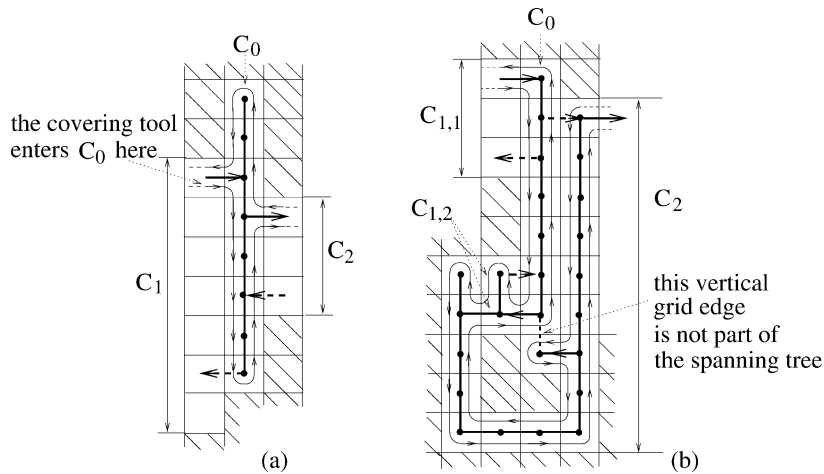 C₀
the covering tool
enters C₀ here
C₁
C₂
(a)
C₀
C₁,₁
C₁,₂
C₂
this vertical
grid edge
is not part of
the spanning tree
(b)